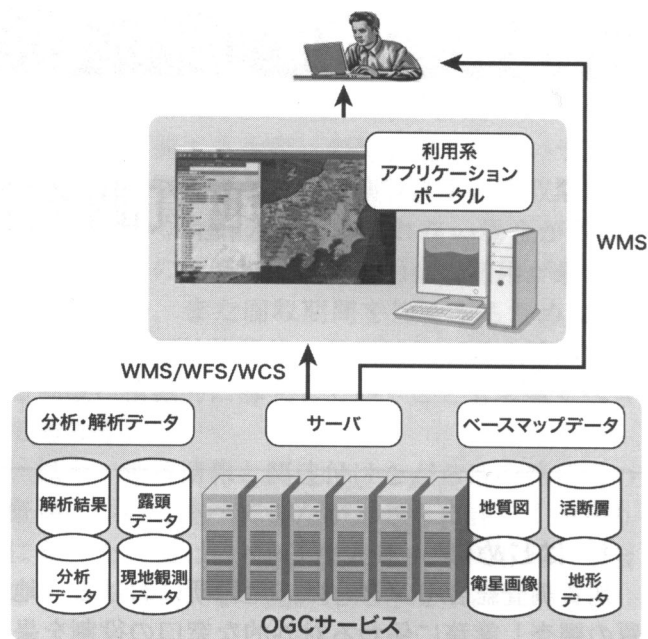 利用系
アプリケーション
ポータル
WMS
WMS/WFS/WCS
分析・解析データ
サーバ
ベースマップデータ
解析結果
露頭
データ
地質図
活断層
分析
データ
現地観測
データ
衛星画像
地形
データ
OGCサービス